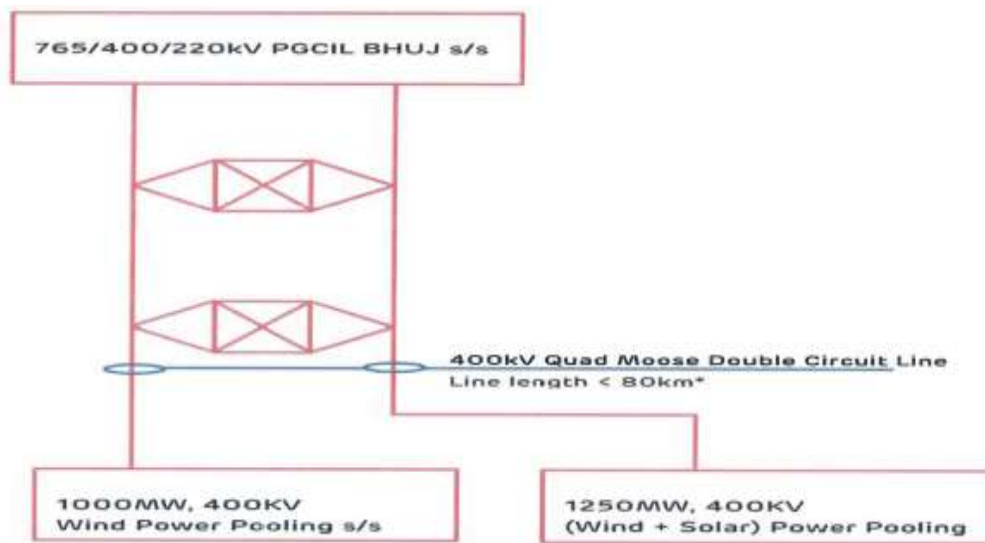 765/400/220kV PGCIL BHUJ s/s
400kV Quad Moose Double Circuit Line
Line length < 80km*
1000MW, 400KV
Wind Power Pooling s/s
1250MW, 400KV
(Wind + Solar) Power Pooling